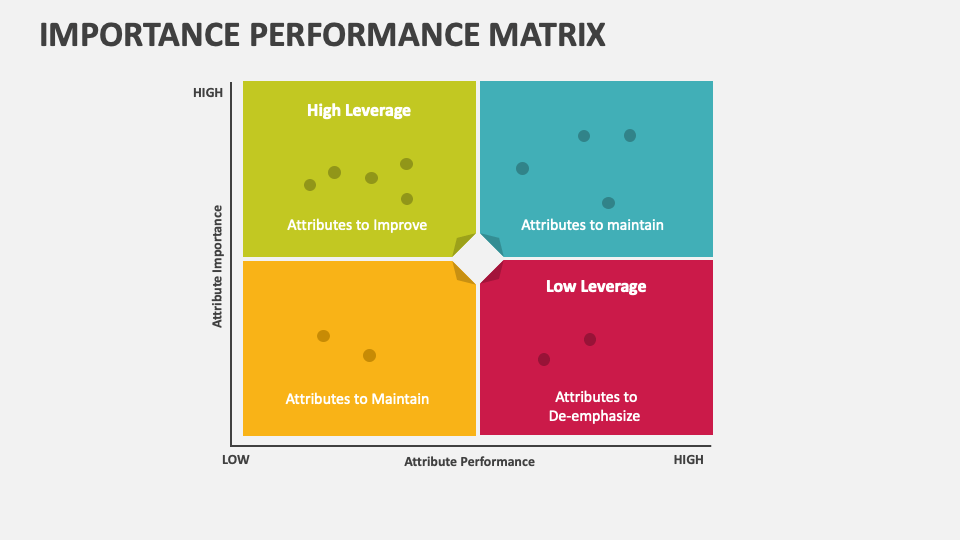 IMPORTANCE PERFORMANCE MATRIX
HIGH
High Leverage
Attributes to Improve
Attributes to maintain
Attribute Importance
Low Leverage
Attributes to Maintain
Attributes to
De-emphasize
LOW
Attribute Performance
HIGH